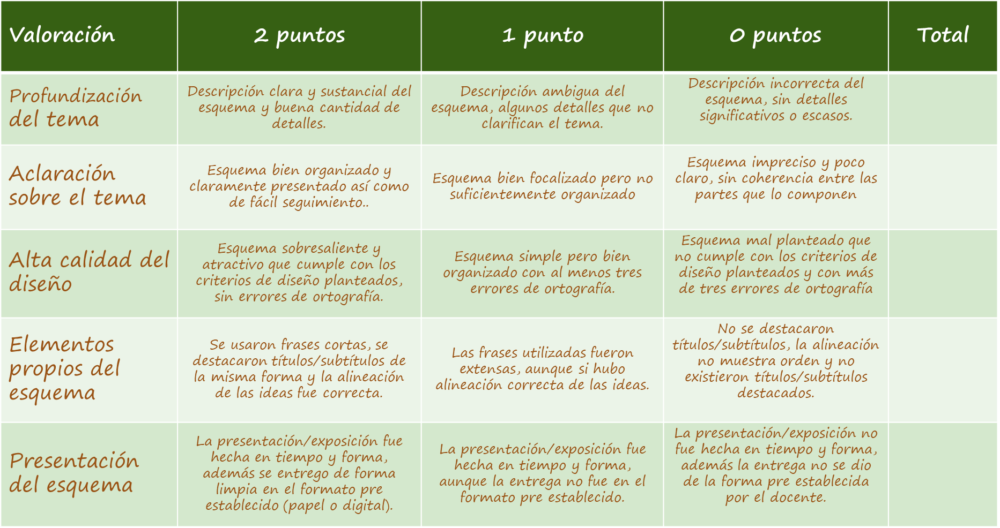 Valoración
2 puntos
1 punto
0 puntos
Total
Profundización
del tema
Descripción clara y sustancial del
esquema y buena cantidad de
detalles.
Descripción ambigua del
esquema, algunos detalles que no
clarifican el tema.
Descripción incorrecta del
esquema, sin detalles
significativos o escasos.
Aclaración
sobre el tema
Esquema bien organizado y
claramente presentado así como
de fácil seguimiento..
Esquema bien focalizado pero no
suficientemente organizado
Esquema impreciso y poco
claro, sin coherencia entre las
partes que lo componen
Alta calidad del
diseño
Esquema sobresaliente y
atractivo que cumple con los
criterios de diseño planteados,
sin errores de ortografía.
Esquema simple pero bien
organizado con al menos tres
errores de ortografía.
Esquema mal planteado que
no cumple con los criterios de
diseño planteados y con más
de tres errores de ortografía
Elementos
propios del
esquema
Se usaron frases cortas, se
destacaron títulos/subtítulos de
la misma forma y la alineación
de las ideas fue correcta.
Las frases utilizadas fueron
extensas, aunque si hubo
alineación correcta de las ideas.
No se destacaron
títulos/subtítulos, la alineación
no muestra orden y no
existieron títulos/subtítulos
destacados.
Presentación
del esquema
La presentación/exposición fue
hecha en tiempo y forma,
además se entrego de forma
limpia en el formato pre
establecido (papel o digital).
La presentación/exposición fue
hecha en tiempo y forma,
aunque la entrega no fue en el
formato pre establecido.
La presentación/exposición no
fue hecha en tiempo y forma,
además la entrega no se dio
de la forma pre establecida
por el docente.